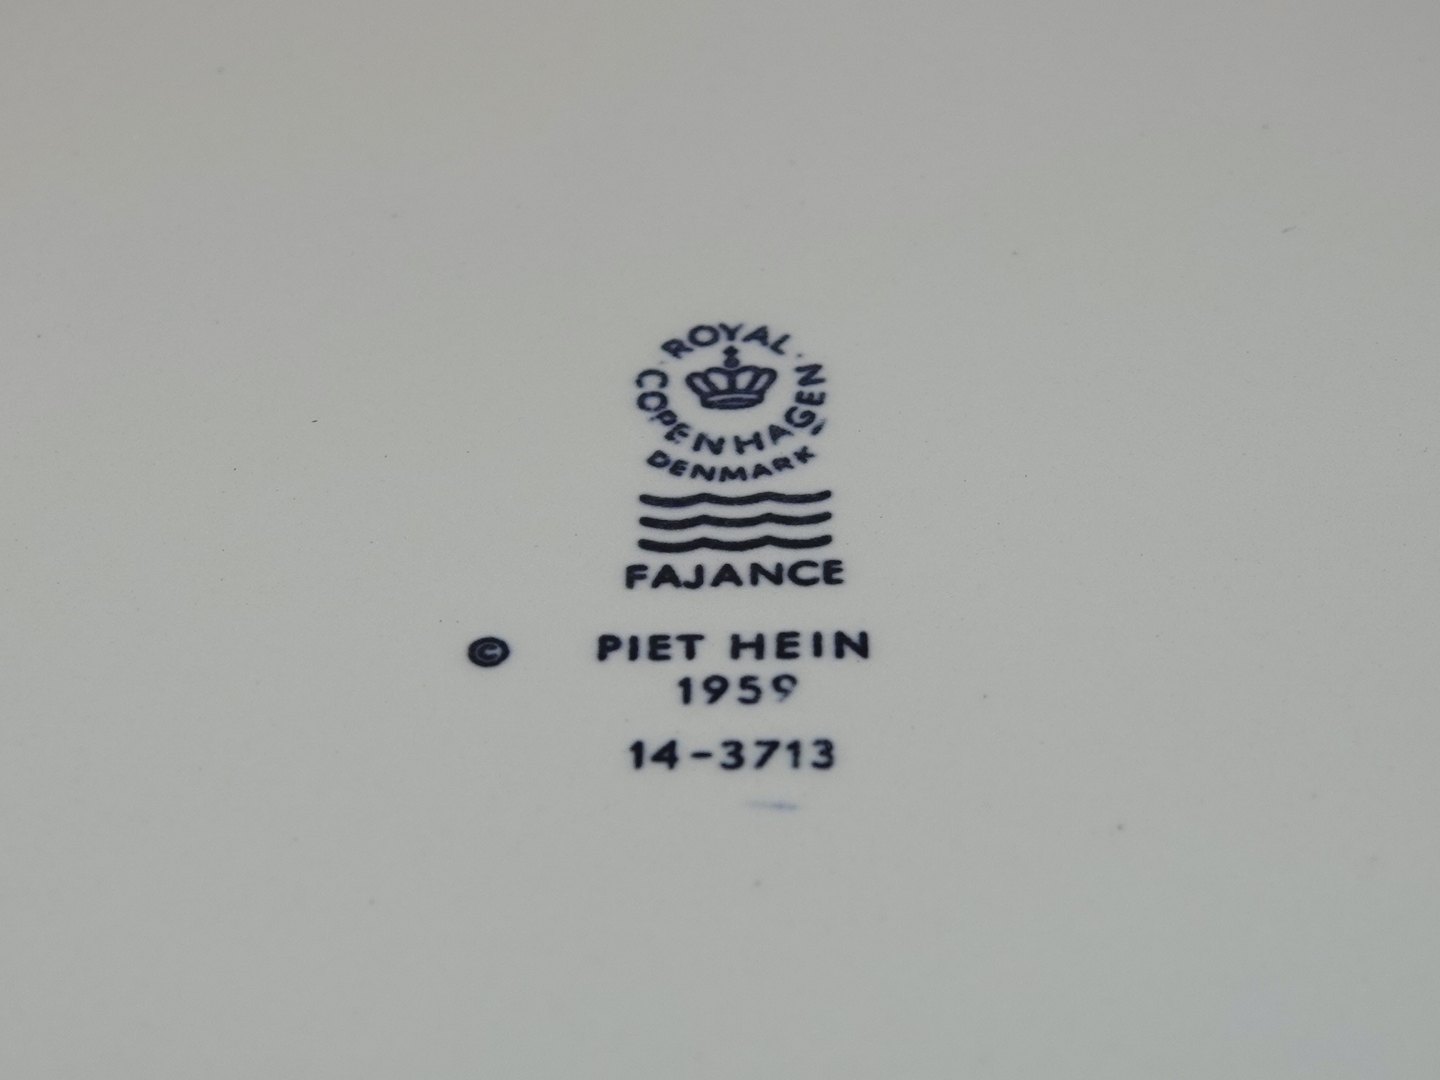 ROYAL
COPENHAGEN
DENMARK
FAJANCE
© PIET HEIN
1959
14-3713